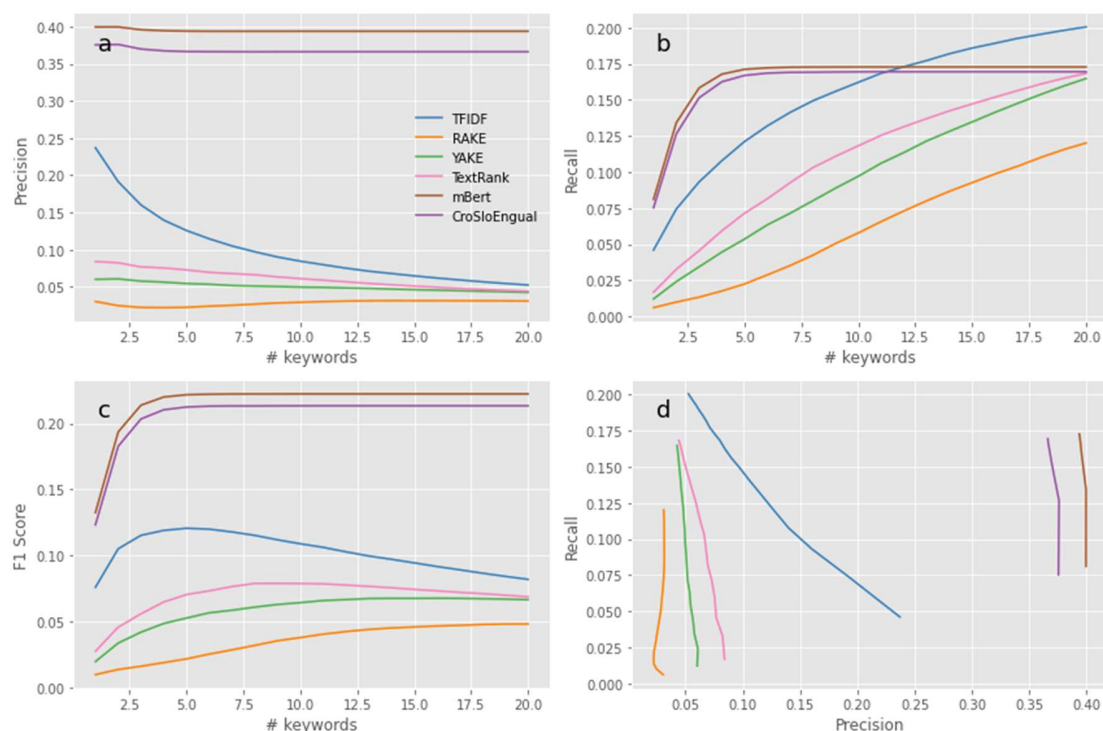 a
Precision
0.40
0.35
0.30
0.25
0.20
0.15
0.10
0.05
TFIDF
RAKE
YAKE
TextRank
mBert
CroSloEngual
2.5 5.0 7.5 10.0 12.5 15.0 17.5 20.0
# keywords
b
Recall
0.200
0.175
0.150
0.125
0.100
0.075
0.050
0.025
0.000
2.5 5.0 7.5 10.0 12.5 15.0 17.5 20.0
# keywords
c
F1 Score
0.20
0.15
0.10
0.05
0.00
2.5 5.0 7.5 10.0 12.5 15.0 17.5 20.0
# keywords
d
Recall
0.200
0.175
0.150
0.125
0.100
0.075
0.050
0.025
0.000
0.05 0.10 0.15 0.20 0.25 0.30 0.35 0.40
Precision